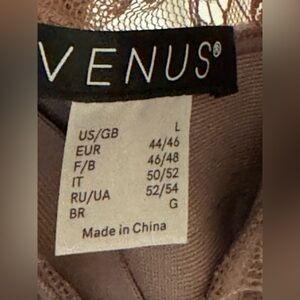 VENUS®
US/GB L
EUR 44/46
F/B 46/48
IT 50/52
RU/UA 52/54
BR G
Made in China